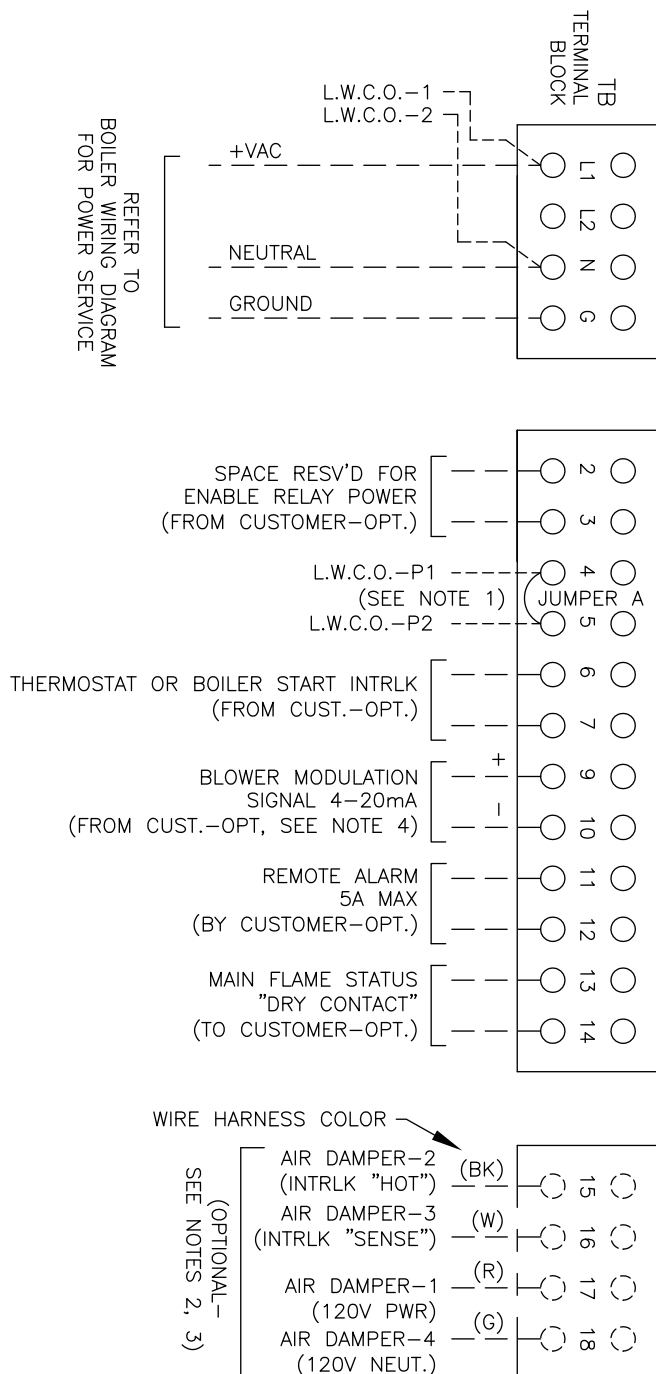 TB
TERMINAL
BLOCK
L.W.C.O.-1
L.W.C.O.-2
+VAC
L1
L2
NEUTRAL
N
GROUND
G
REFER TO
BOILER WIRING DIAGRAM
FOR POWER SERVICE
SPACE RESV'D FOR
ENABLE RELAY POWER
(FROM CUSTOMER-OPT.)
2
3
L.W.C.O.-P1
4
(SEE NOTE 1)
JUMPER A
L.W.C.O.-P2
5
THERMOSTAT OR BOILER START INTRLK
(FROM CUST.-OPT.)
6
7
BLOWER MODULATION
SIGNAL 4-20mA
(FROM CUST.-OPT, SEE NOTE 4)
+
9
-
10
REMOTE ALARM
5A MAX
(BY CUSTOMER-OPT.)
11
12
MAIN FLAME STATUS
"DRY CONTACT"
(TO CUSTOMER-OPT.)
13
14
WIRE HARNESS COLOR
(OPTIONAL-
SEE NOTES 2, 3)
AIR DAMPER-2
(INTRLK "HOT")
(BK)
15
AIR DAMPER-3
(INTRLK "SENSE")
(W)
16
AIR DAMPER-1
(120V PWR)
(R)
17
AIR DAMPER-4
(120V NEUT.)
(G)
18